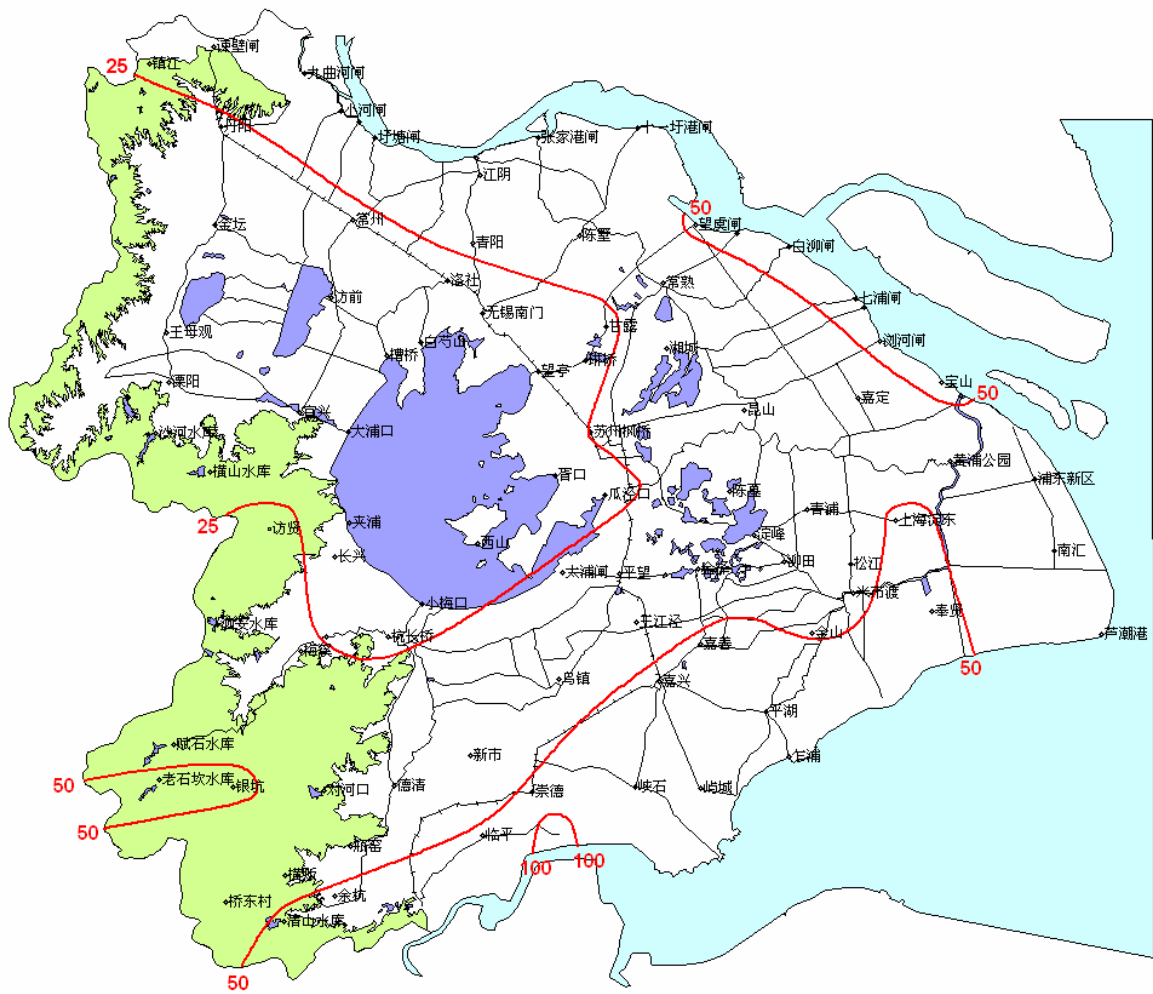 谏壁闸
镇江
25
九曲河闸
小河闸
丹阳
圩塘闸
张家港闸
十一圩港闸
江阴
50
金坛
常州
青阳
陈墅
望虞闸
白泖闸
常熟
洛社
坊前
无锡南门
七浦闸
甘露
王母观
白芍山
浏河闸
漕桥
望亭
湘城
溧阳
宝山
50
嘉定
宜兴
昆山
沙河水库
大浦口
苏州枫桥
横山水库
胥口
黄浦公园
浦东新区
瓜泾口
陈墓
25
访贤
夹浦
青浦
上海浣东
长兴
西山
淀峰
南汇
大浦闸
平望
泖田
松江
小梅口
米市渡
奉贤
王江泾
杭长桥
金山
芦潮港
梅溪
嘉善
50
乌镇
嘉兴
平湖
赋石水库
新市
乍浦
50
老石坎水库
银坑
对河口
德清
崇德
峡石
50
临平
瓶窑
100
100
横畈
桥东村
余杭
青山水库
50